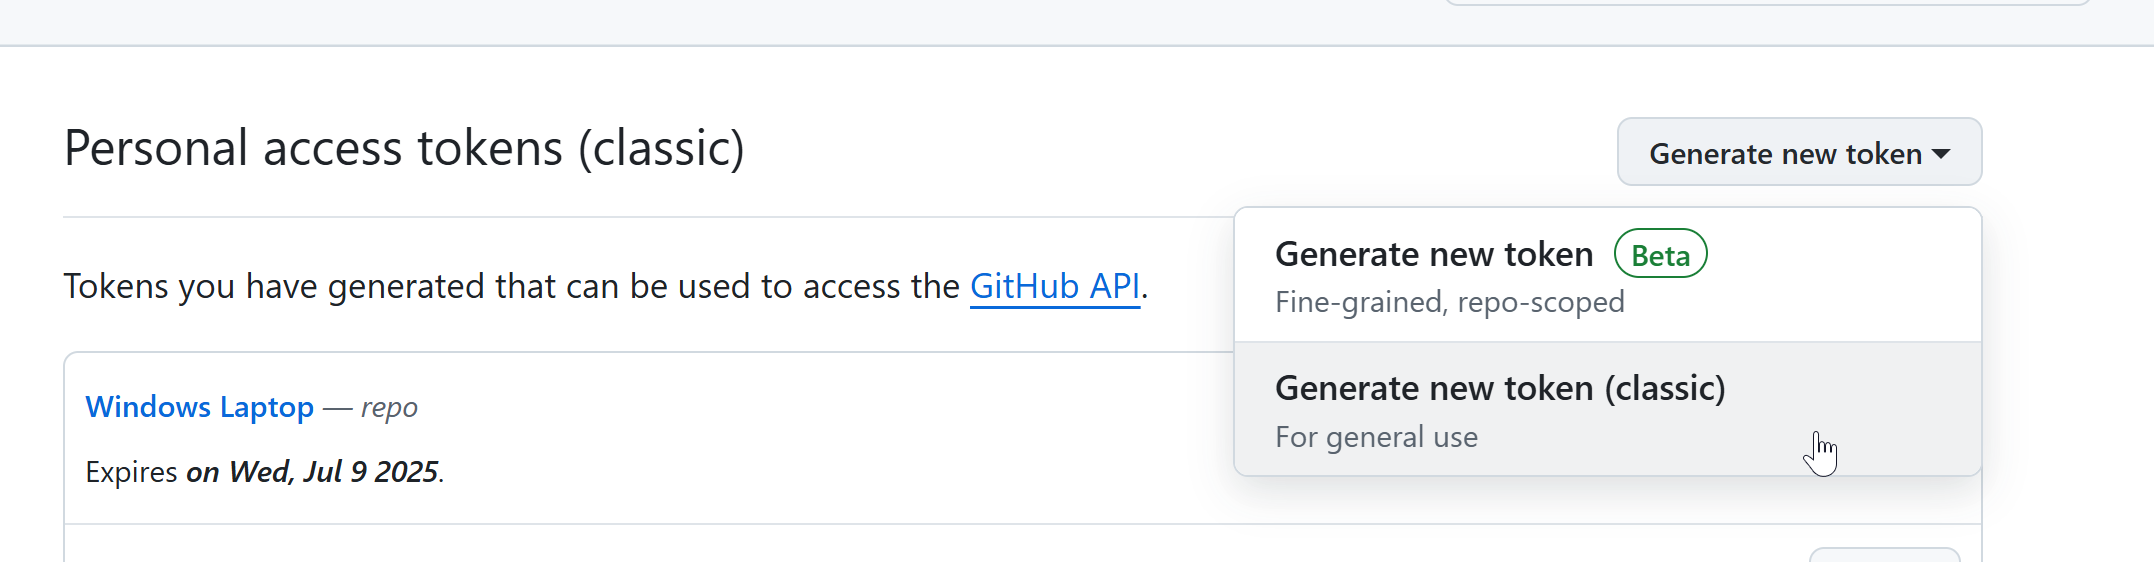 Personal access tokens (classic)
Generate new token
Generate new token Beta
Fine-grained, repo-scoped
Generate new token (classic)
For general use
Tokens you have generated that can be used to access the GitHub API.
Windows Laptop — repo
Expires on Wed, Jul 9 2025.